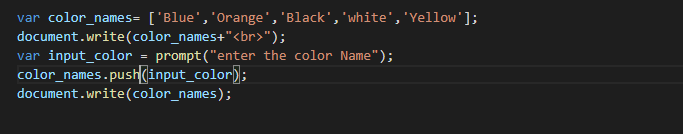 var color_names= ['Blue','Orange','Black','white','Yellow'];
document.write(color_names+"<br>");
var input_color = prompt("enter the color Name");
color_names.push(input_color);
document.write(color_names);